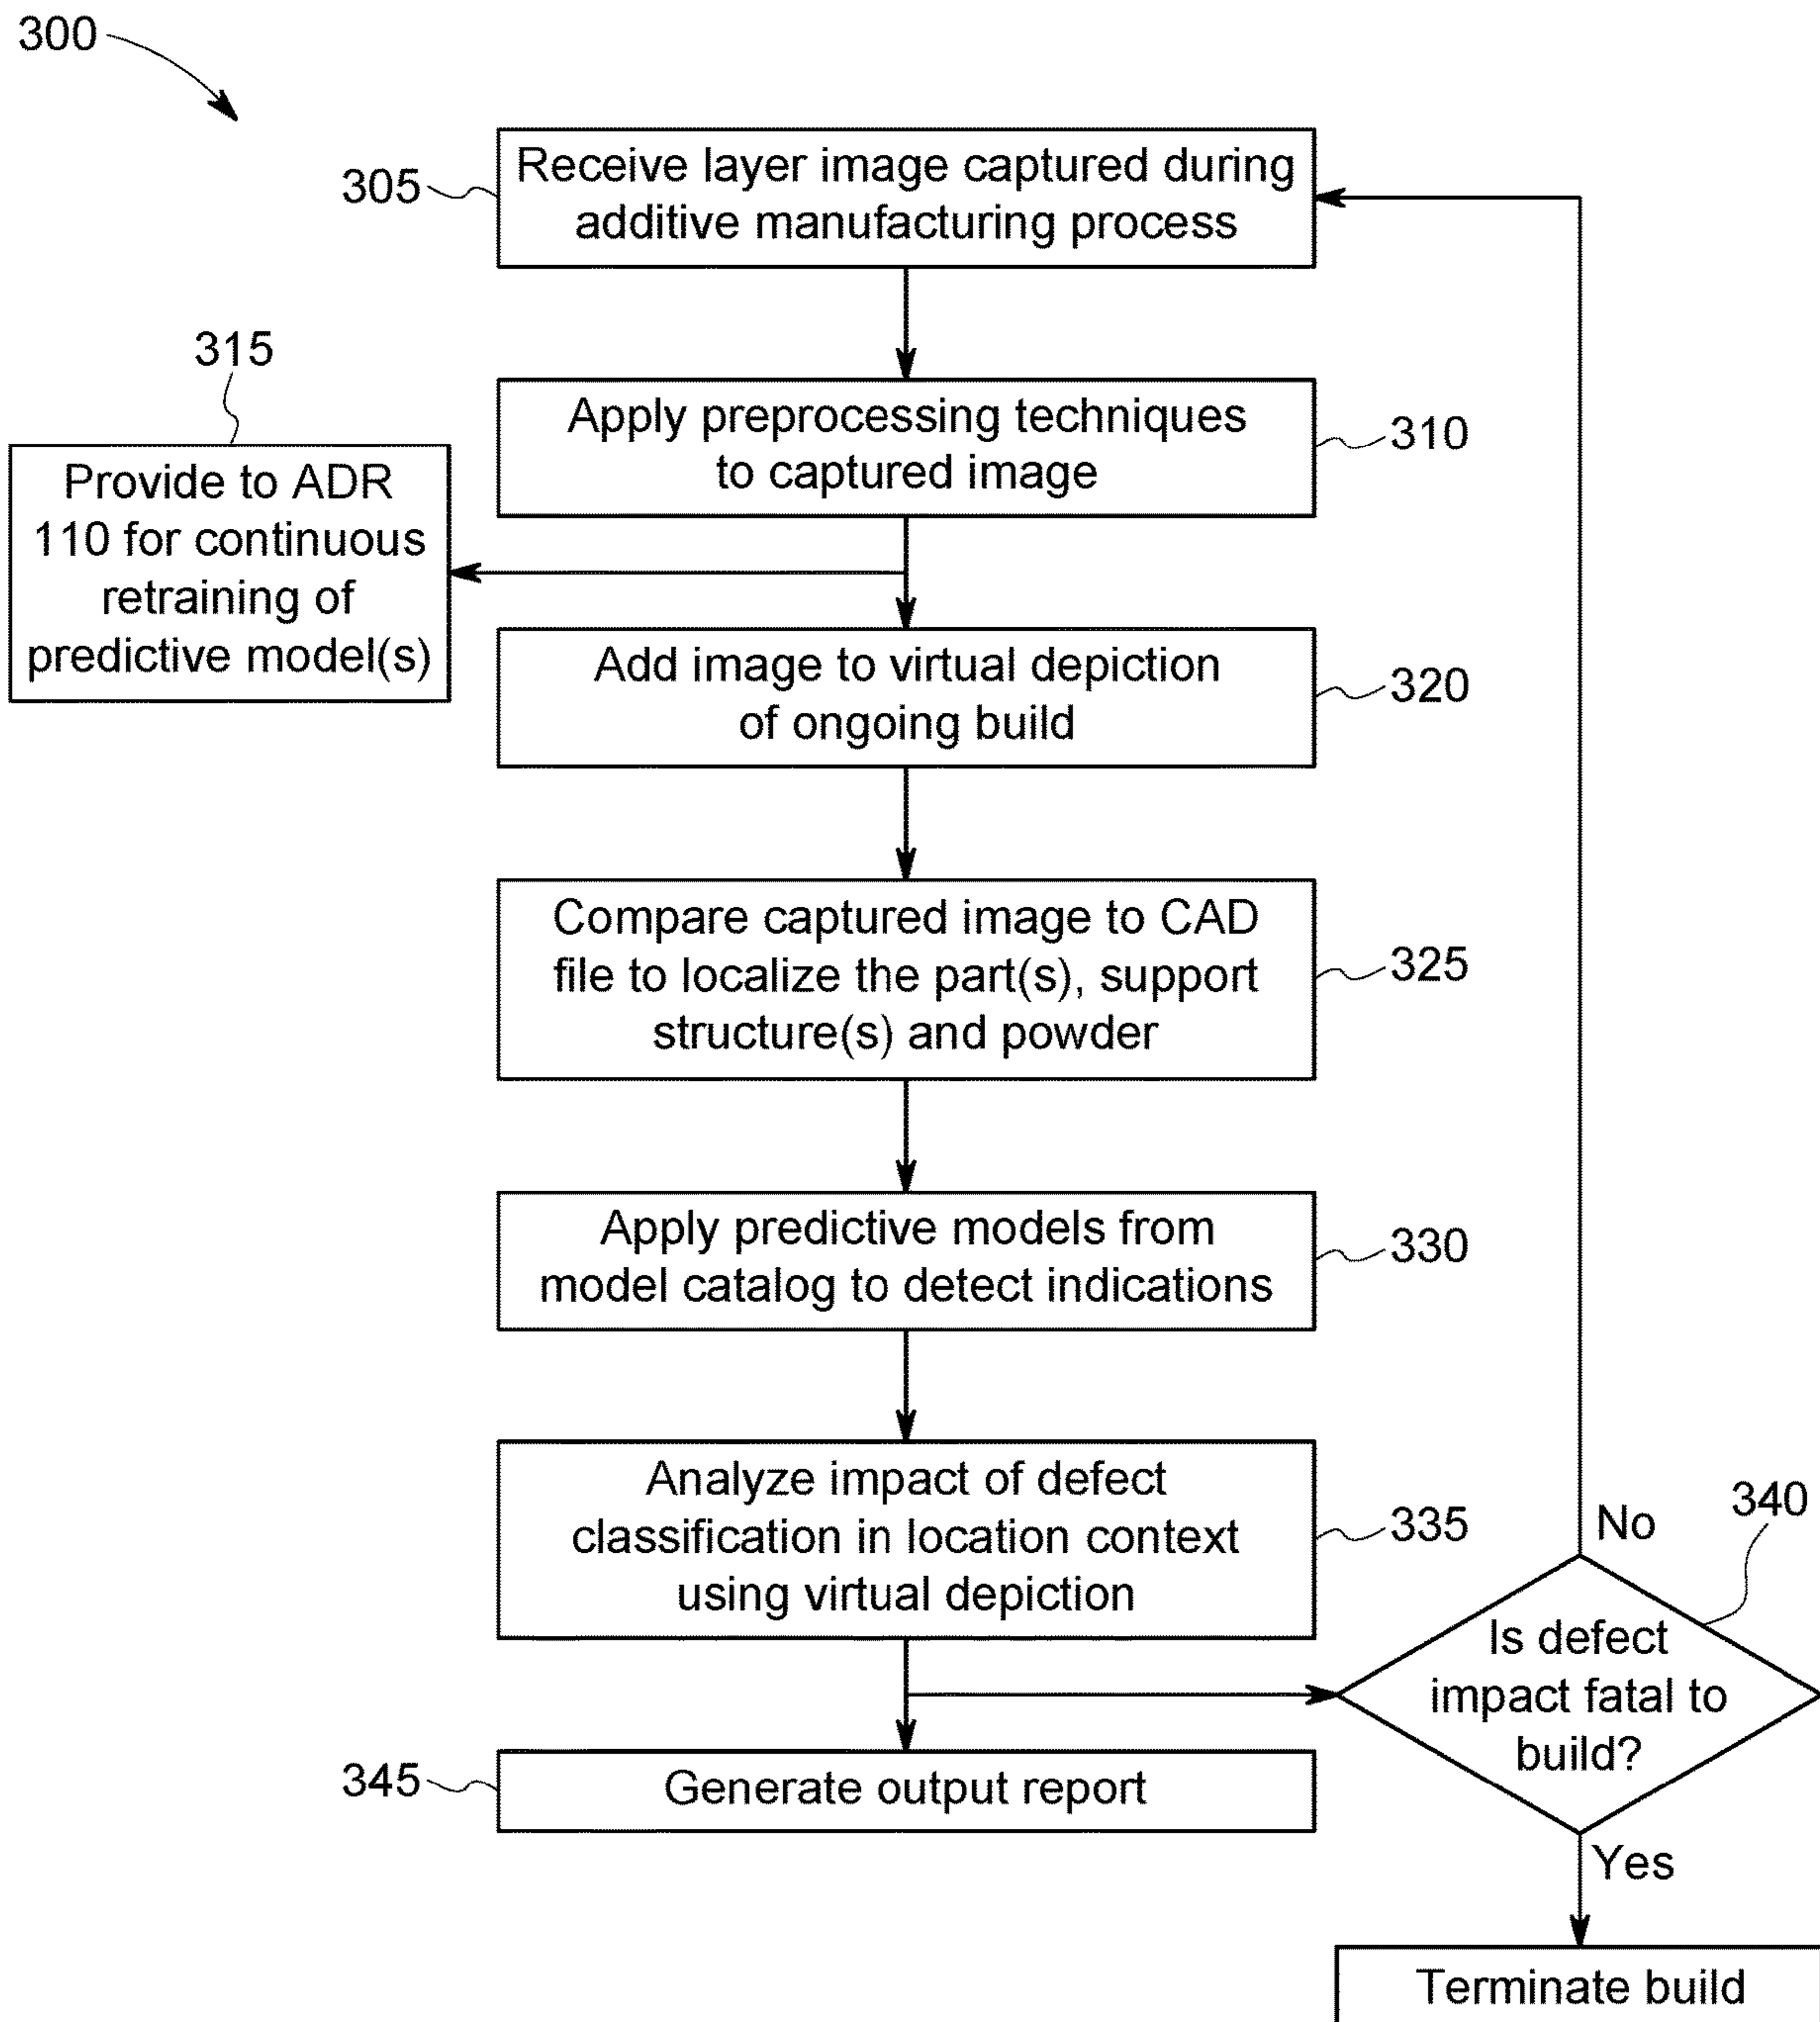 300
305
Receive layer image captured during
additive manufacturing process
315
Apply preprocessing techniques
to captured image
310
Provide to ADR
110 for continuous
retraining of
predictive model(s)
Add image to virtual depiction
of ongoing build
320
Compare captured image to CAD
file to localize the part(s), support
structure(s) and powder
325
Apply predictive models from
model catalog to detect indications
330
Analyze impact of defect
classification in location context
using virtual depiction
335
No
340
Is defect
impact fatal to
build?
345
Generate output report
Yes
Terminate build